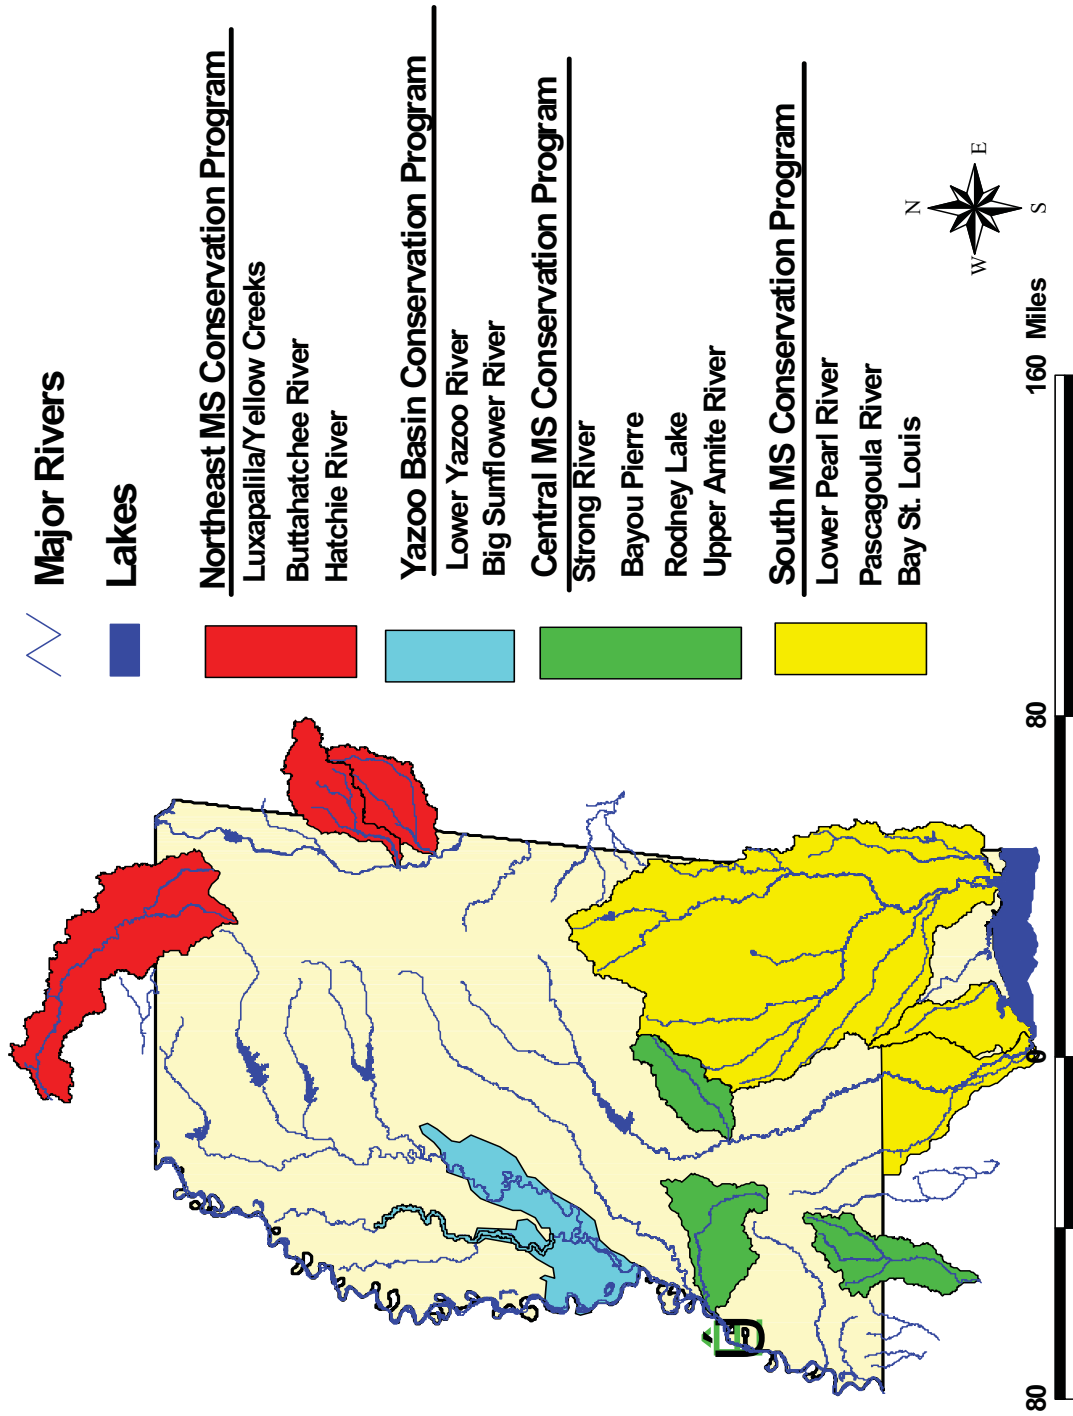 Major Rivers
Lakes
Northeast MS Conservation Program
Luxapalila/Yellow Creeks
Buttahatchee River
Hatchie River
Yazoo Basin Conservation Program
Lower Yazoo River
Big Sunflower River
Central MS Conservation Program
Strong River
Bayou Pierre
Rodney Lake
Upper Amite River
South MS Conservation Program
Lower Pearl River
Pascagoula River
Bay St. Louis
N
W
E
S
80
0
80
160 Miles